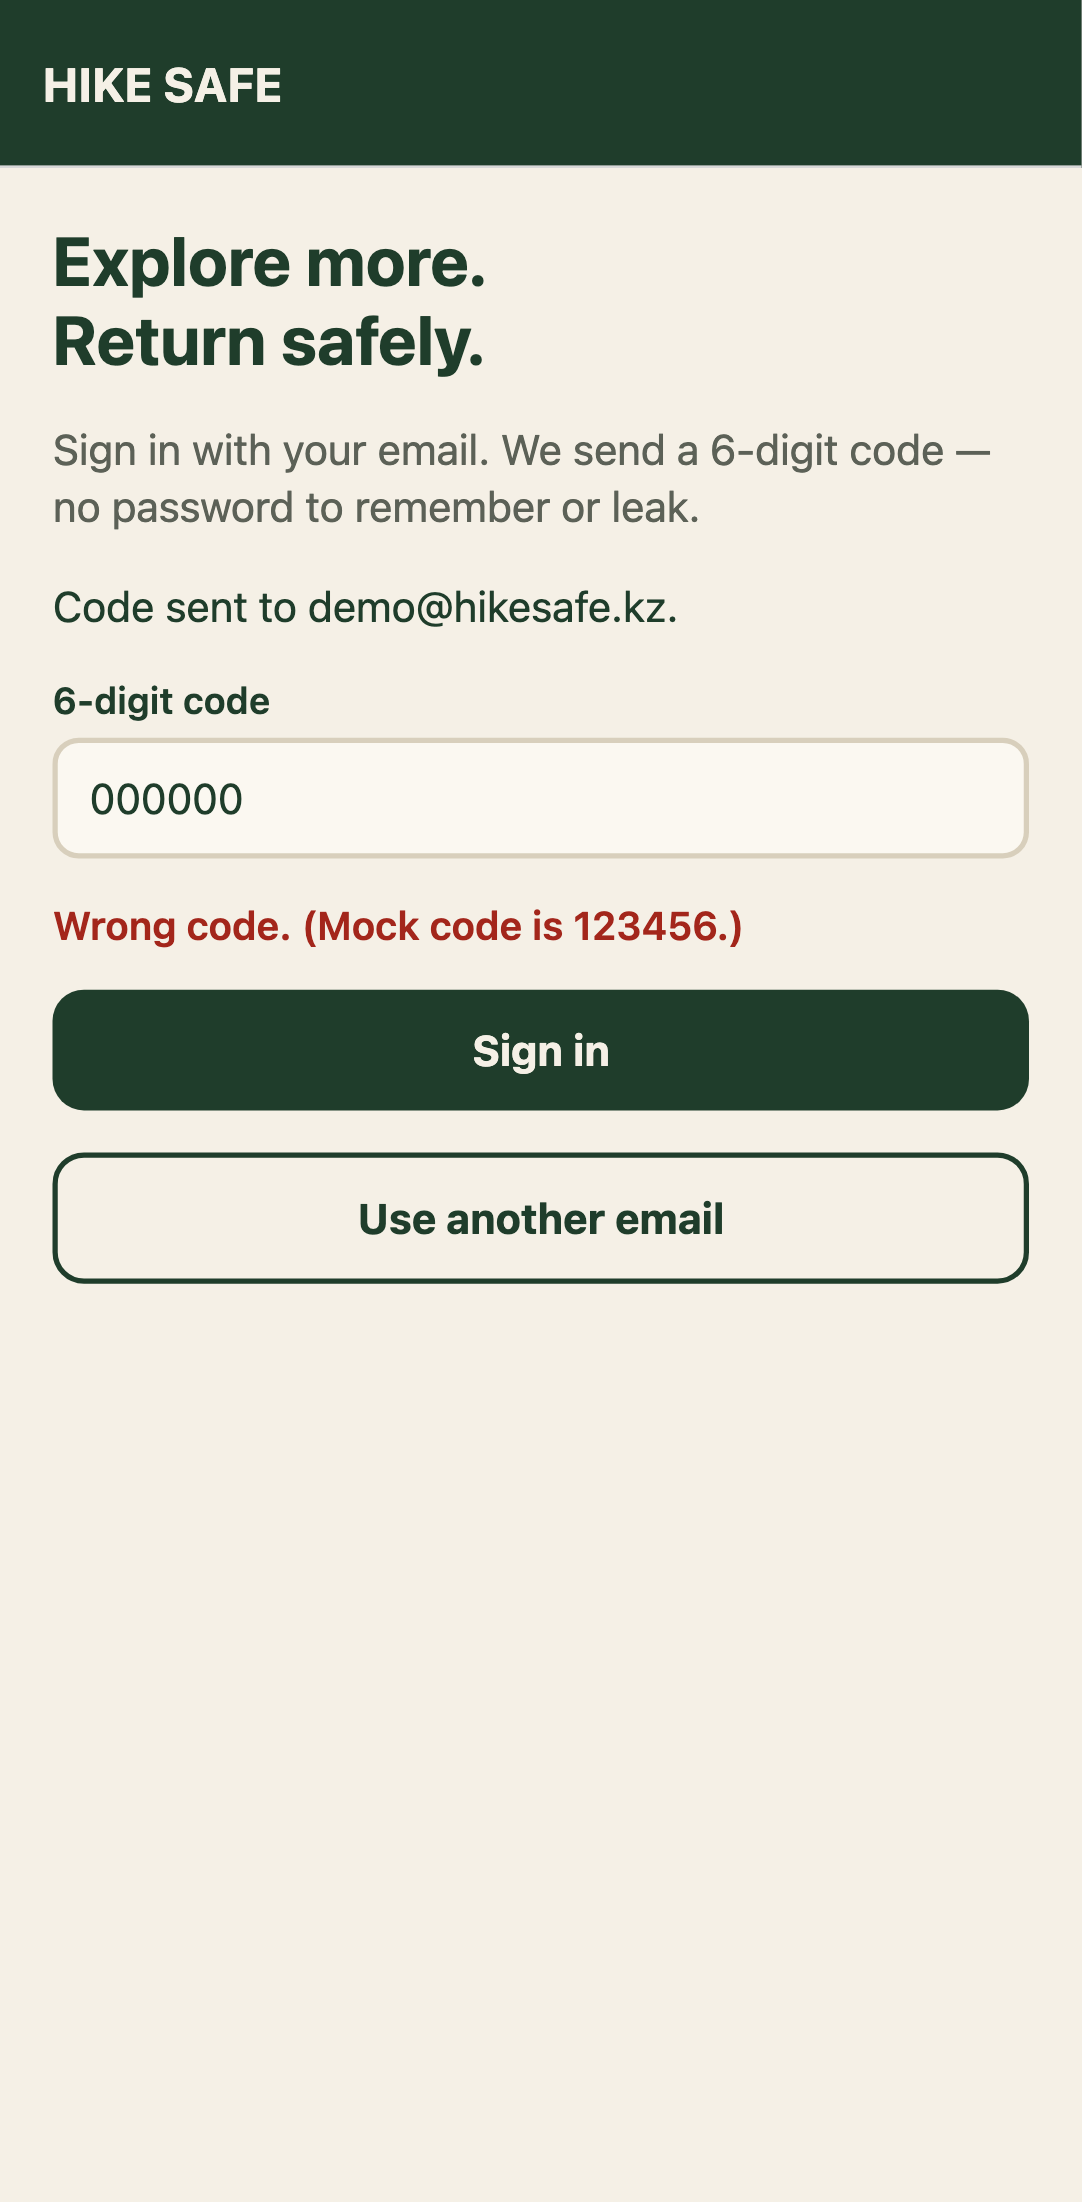 HIKE SAFE
Explore more.
Return safely.
Sign in with your email. We send a 6-digit code —
no password to remember or leak.
Code sent to demo@hikesafe.kz.
6-digit code
000000
Wrong code. (Mock code is 123456.)
Sign in
Use another email